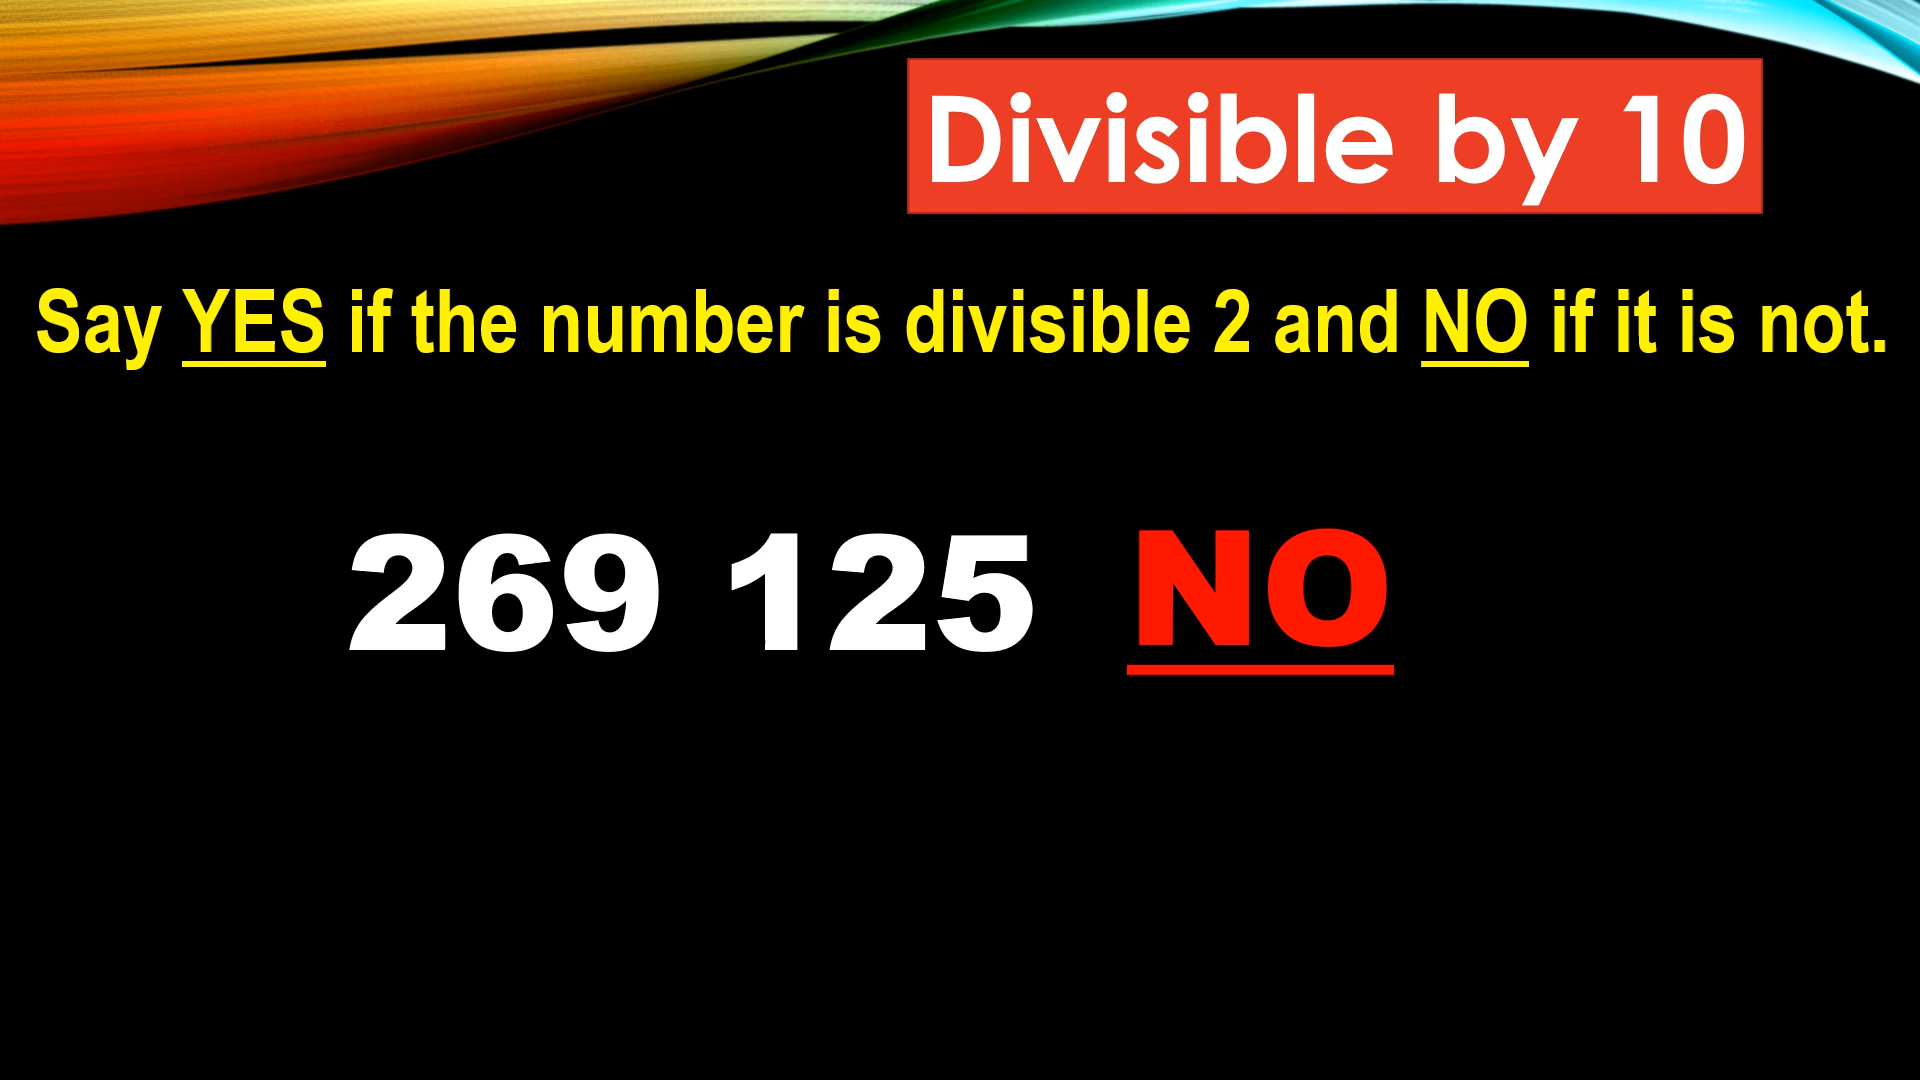 Divisible by 10
Say YES if the number is divisible 2 and NO if it is not.
269 125 NO